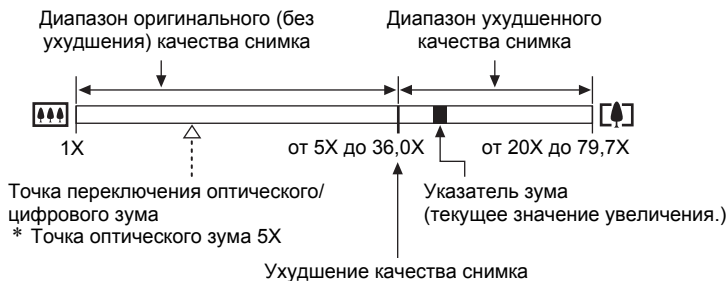 Диапазон оригинального (без
ухудшения) качества снимка
Диапазон ухудшенного
качества снимка
1X
от 5X до 36,0X
от 20X до 79,7X
Точка переключения оптического/
цифрового зума
* Точка оптического зума 5X
Указатель зума
(текущее значение увеличения.)
Ухудшение качества снимка